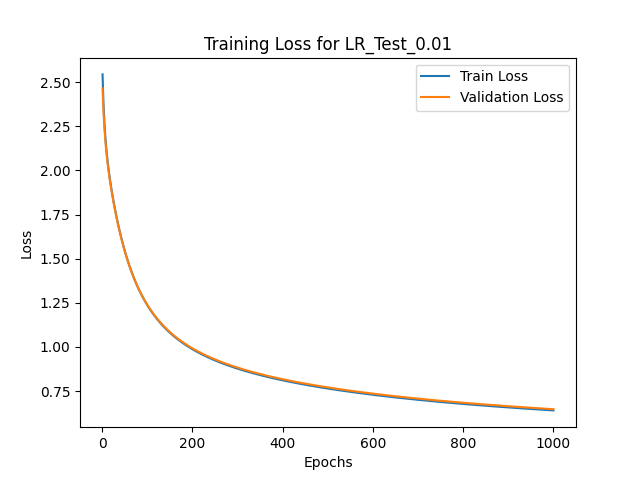 Training Loss for LR_Test_0.01
Train Loss
Validation Loss
2.50
2.25
2.00
1.75
1.50
1.25
1.00
0.75
Loss
0 200 400 600 800 1000
Epochs